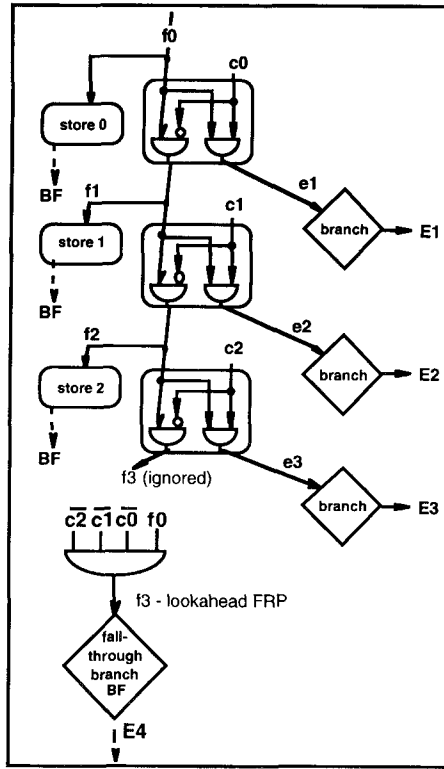 f0
c0
store 0
BF
f1
e1
branch
E1
c1
store 1
BF
f2
e2
branch
E2
c2
store 2
BF
f3 (ignored)
e3
branch
E3
c̅2̅ c̅1̅ c̅0̅ f0
f3 - lookahead FRP
fall-
through
branch
BF
E4